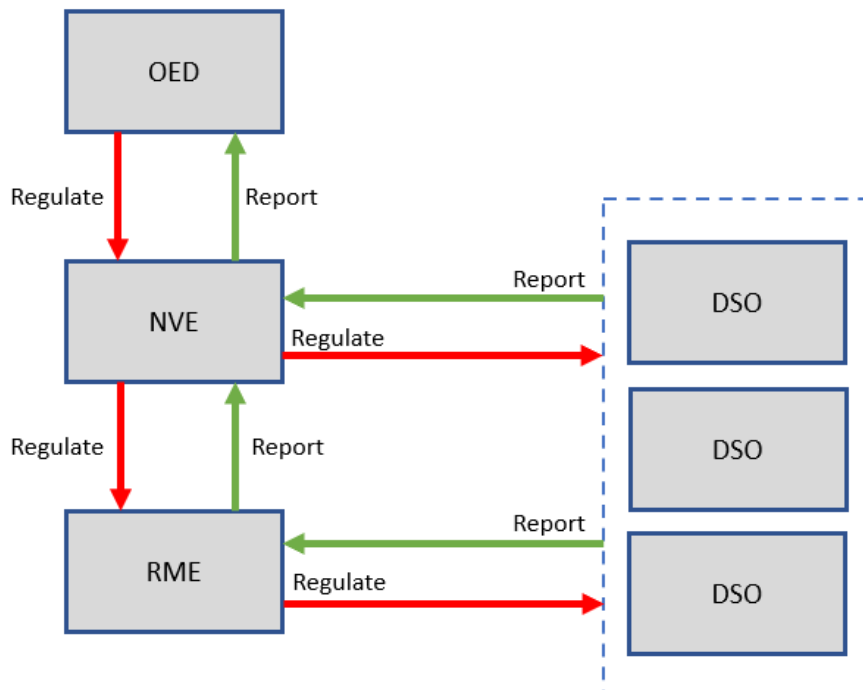 OED
Regulate
Report
NVE
Report
Regulate
DSO
Regulate
Report
DSO
RME
Report
Regulate
DSO